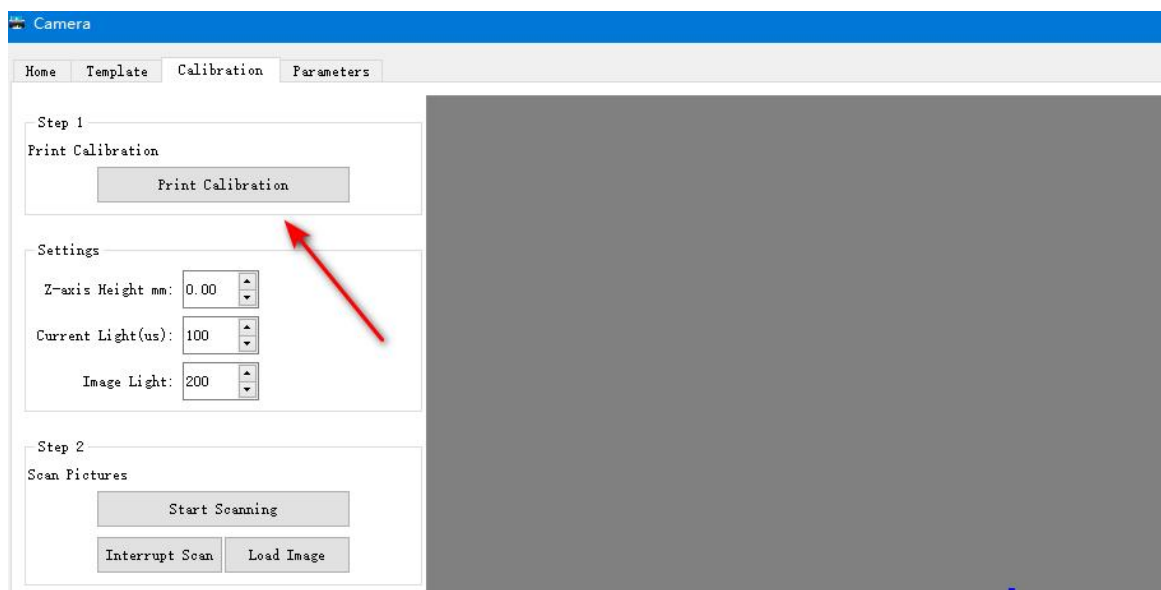 Camera
Home Template Calibration Parameters
Step 1
Print Calibration
Print Calibration
Settings
Z-axis Height mm: 0.00
Current Light(us): 100
Image Light: 200
Step 2
Scan Pictures
Start Scanning
Interrupt Scan Load Image